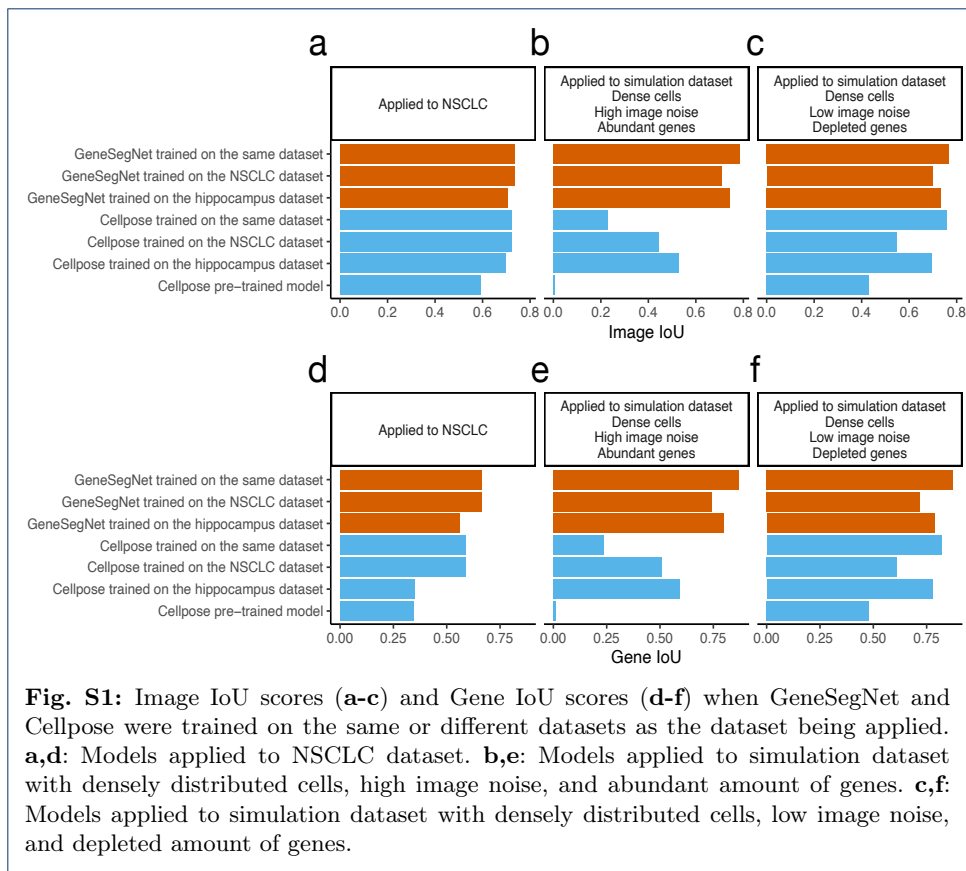 a
b
c
Applied to NSCLC
Applied to simulation dataset
Dense cells
High image noise
Abundant genes
Applied to simulation dataset
Dense cells
Low image noise
Depleted genes
GeneSegNet trained on the same dataset
GeneSegNet trained on the NSCLC dataset
GeneSegNet trained on the hippocampus dataset
Cellpose trained on the same dataset
Cellpose trained on the NSCLC dataset
Cellpose trained on the hippocampus dataset
Cellpose pre−trained model
0.0 0.2 0.4 0.6 0.8
0.0 0.2 0.4 0.6 0.8
0.0 0.2 0.4 0.6 0.8
Image IoU
d
e
f
Applied to NSCLC
Applied to simulation dataset
Dense cells
High image noise
Abundant genes
Applied to simulation dataset
Dense cells
Low image noise
Depleted genes
GeneSegNet trained on the same dataset
GeneSegNet trained on the NSCLC dataset
GeneSegNet trained on the hippocampus dataset
Cellpose trained on the same dataset
Cellpose trained on the NSCLC dataset
Cellpose trained on the hippocampus dataset
Cellpose pre−trained model
0.00 0.25 0.50 0.75
0.00 0.25 0.50 0.75
0.00 0.25 0.50 0.75
Gene IoU
Fig. S1: Image IoU scores (a-c) and Gene IoU scores (d-f) when GeneSegNet and
Cellpose were trained on the same or different datasets as the dataset being applied.
a,d: Models applied to NSCLC dataset. b,e: Models applied to simulation dataset
with densely distributed cells, high image noise, and abundant amount of genes. c,f:
Models applied to simulation dataset with densely distributed cells, low image noise,
and depleted amount of genes.